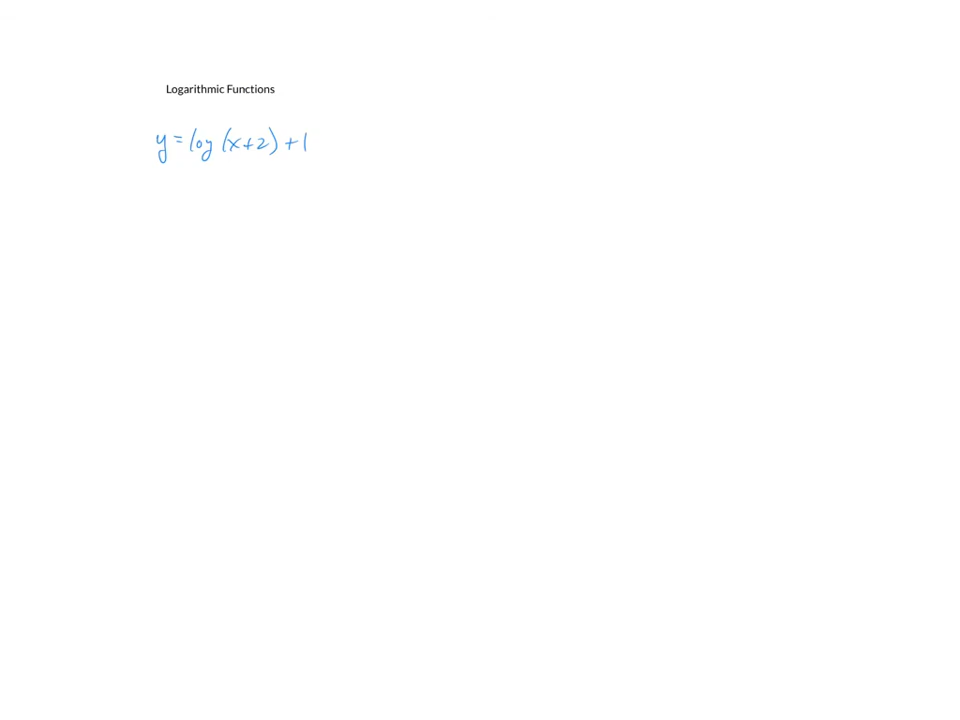 Logarithmic Functions
y = log (x+2) + 1